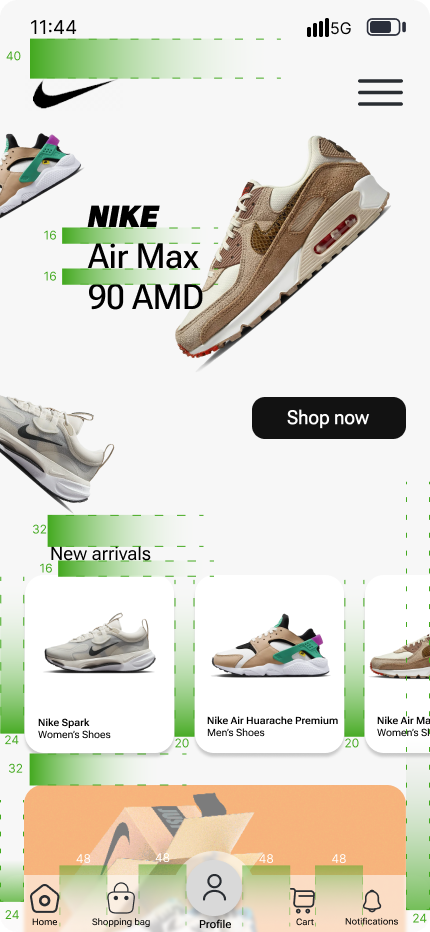 11:44
5G
40
NIKE
16
Air Max
16
90 AMD
Shop now
32
New arrivals
16
Nike Spark
Women's Shoes
Nike Air Huarache Premium
Men's Shoes
Nike Air Ma
Women's Sh
24
20
20
32
JUST
48
48
48
48
24
24
Home
Shopping bag
Profile
Cart
Notifications